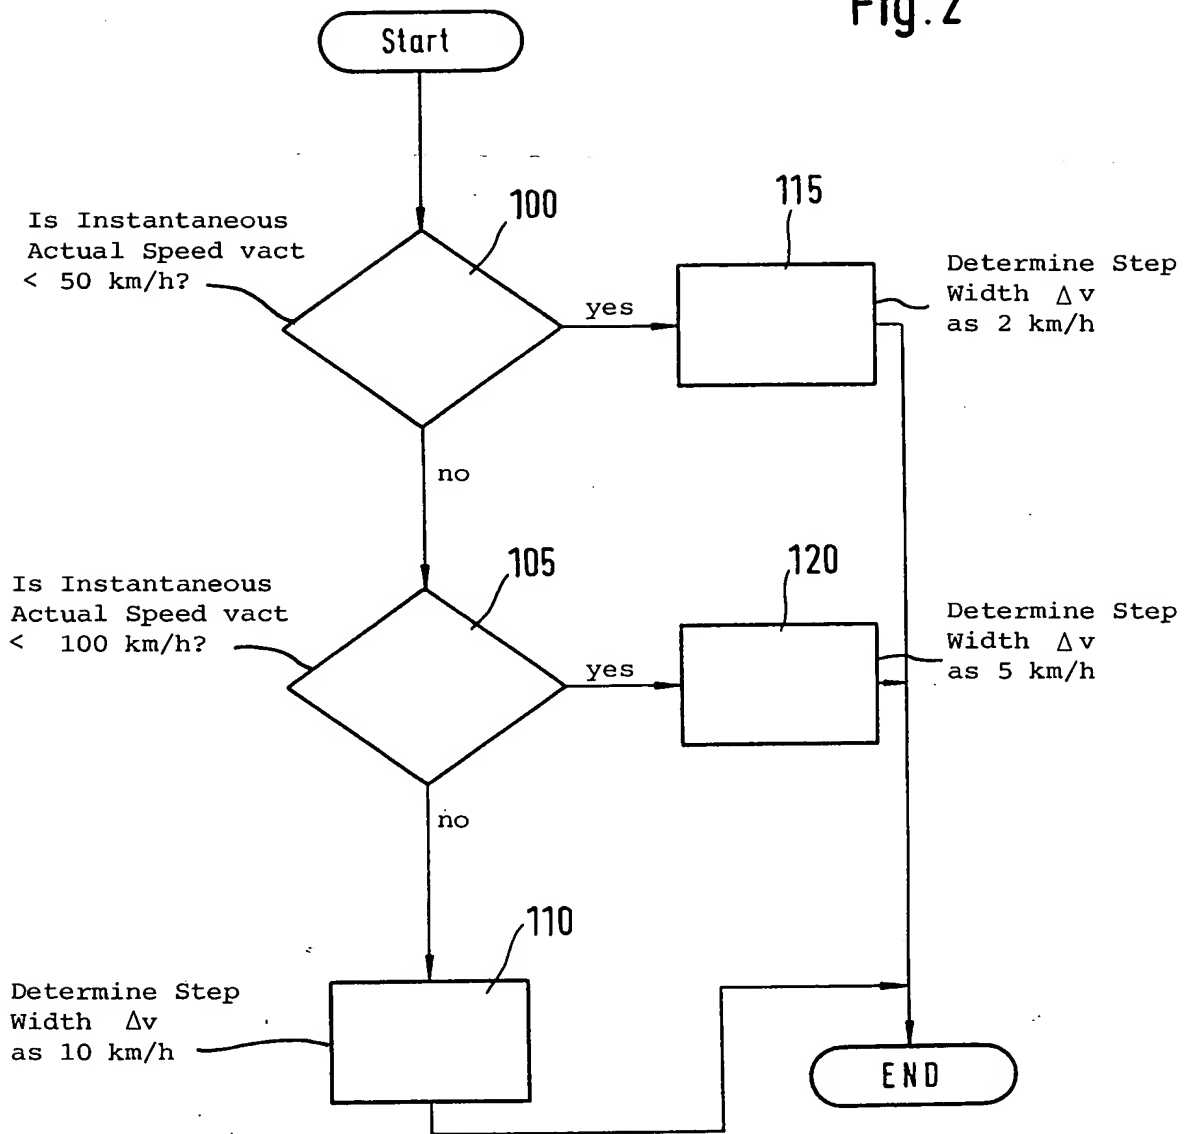 Fig. 2
Start
100
115
Is Instantaneous
Actual Speed vact
< 50 km/h?
yes
Determine Step
Width Δv
as 2 km/h
no
105
120
Is Instantaneous
Actual Speed vact
< 100 km/h?
yes
Determine Step
Width Δv
as 5 km/h
no
110
Determine Step
Width Δv
as 10 km/h
END